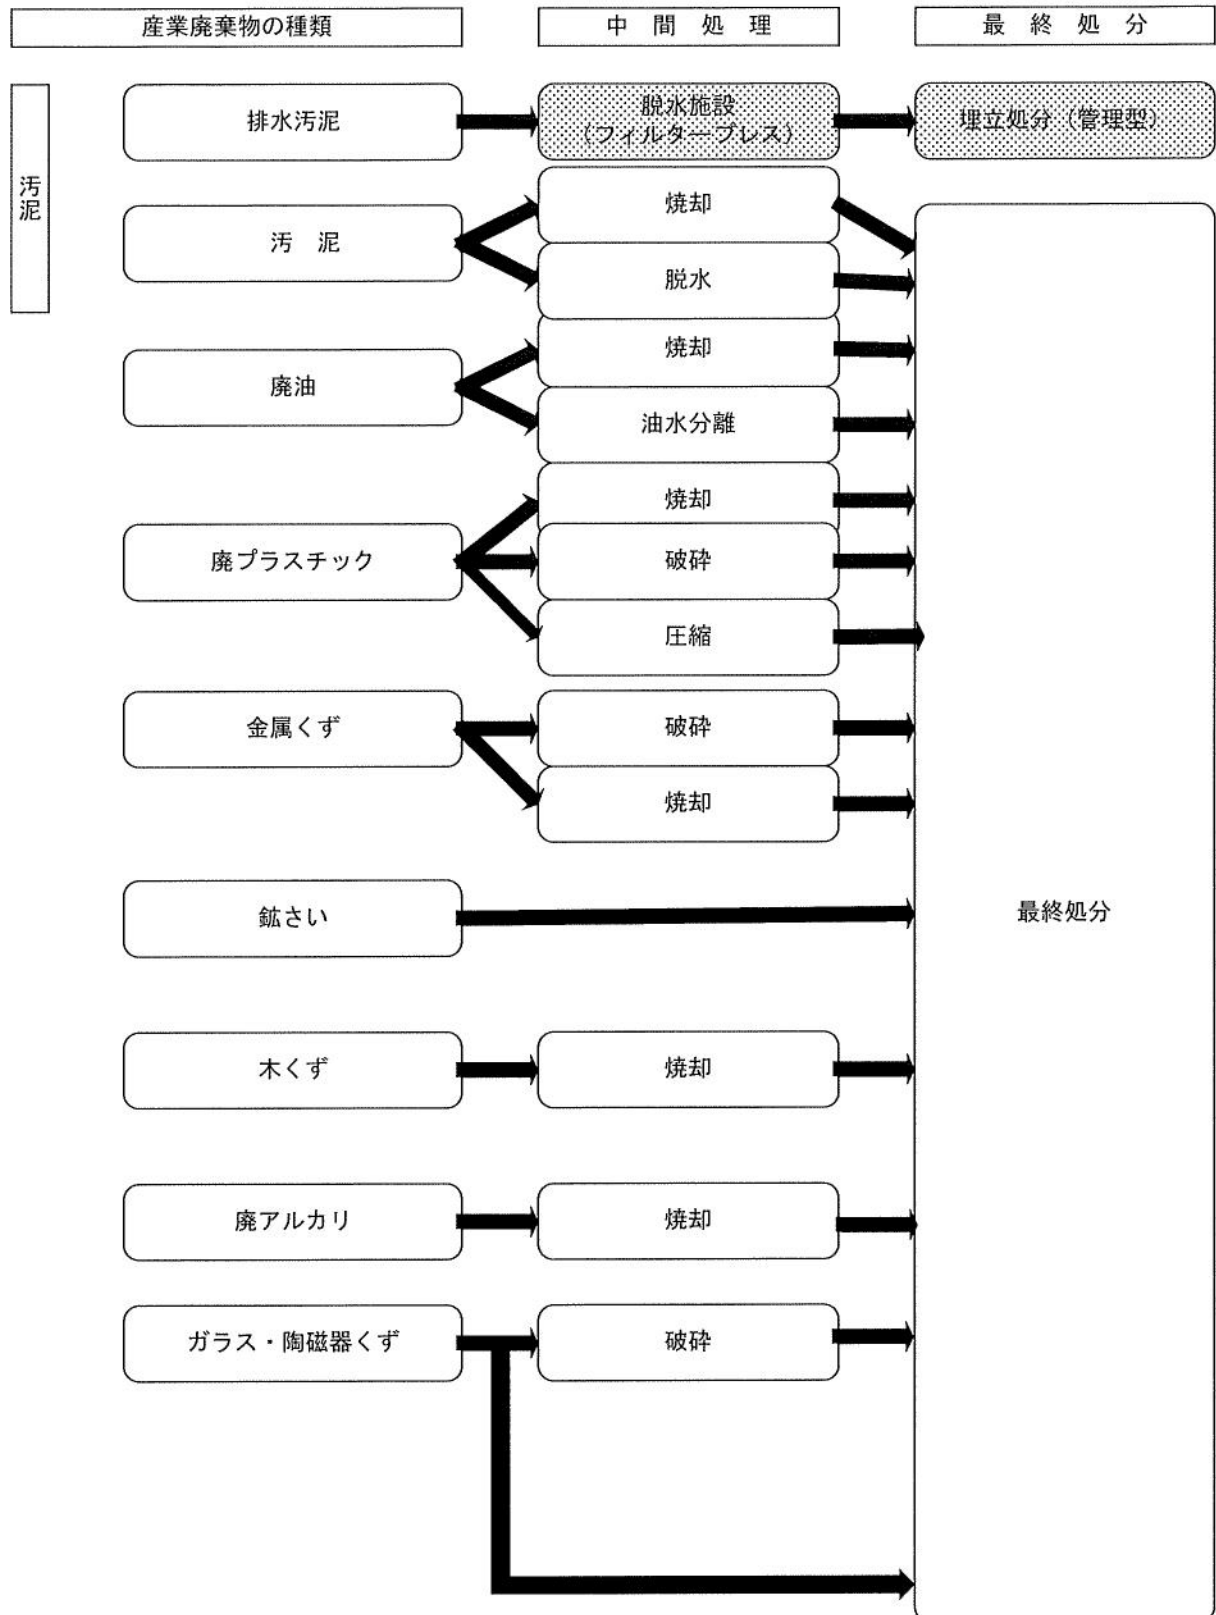 産業廃棄物の種類
中間処理
最終処分
汚泥
排水汚泥
脱水施設
(フィルタープレス)
埋立処分(管理型)
汚泥
焼却
脱水
廃油
焼却
油水分離
廃プラスチック
焼却
破砕
圧縮
金属くず
破砕
焼却
鉱さい
最終処分
木くず
焼却
廃アルカリ
焼却
ガラス・陶磁器くず
破砕